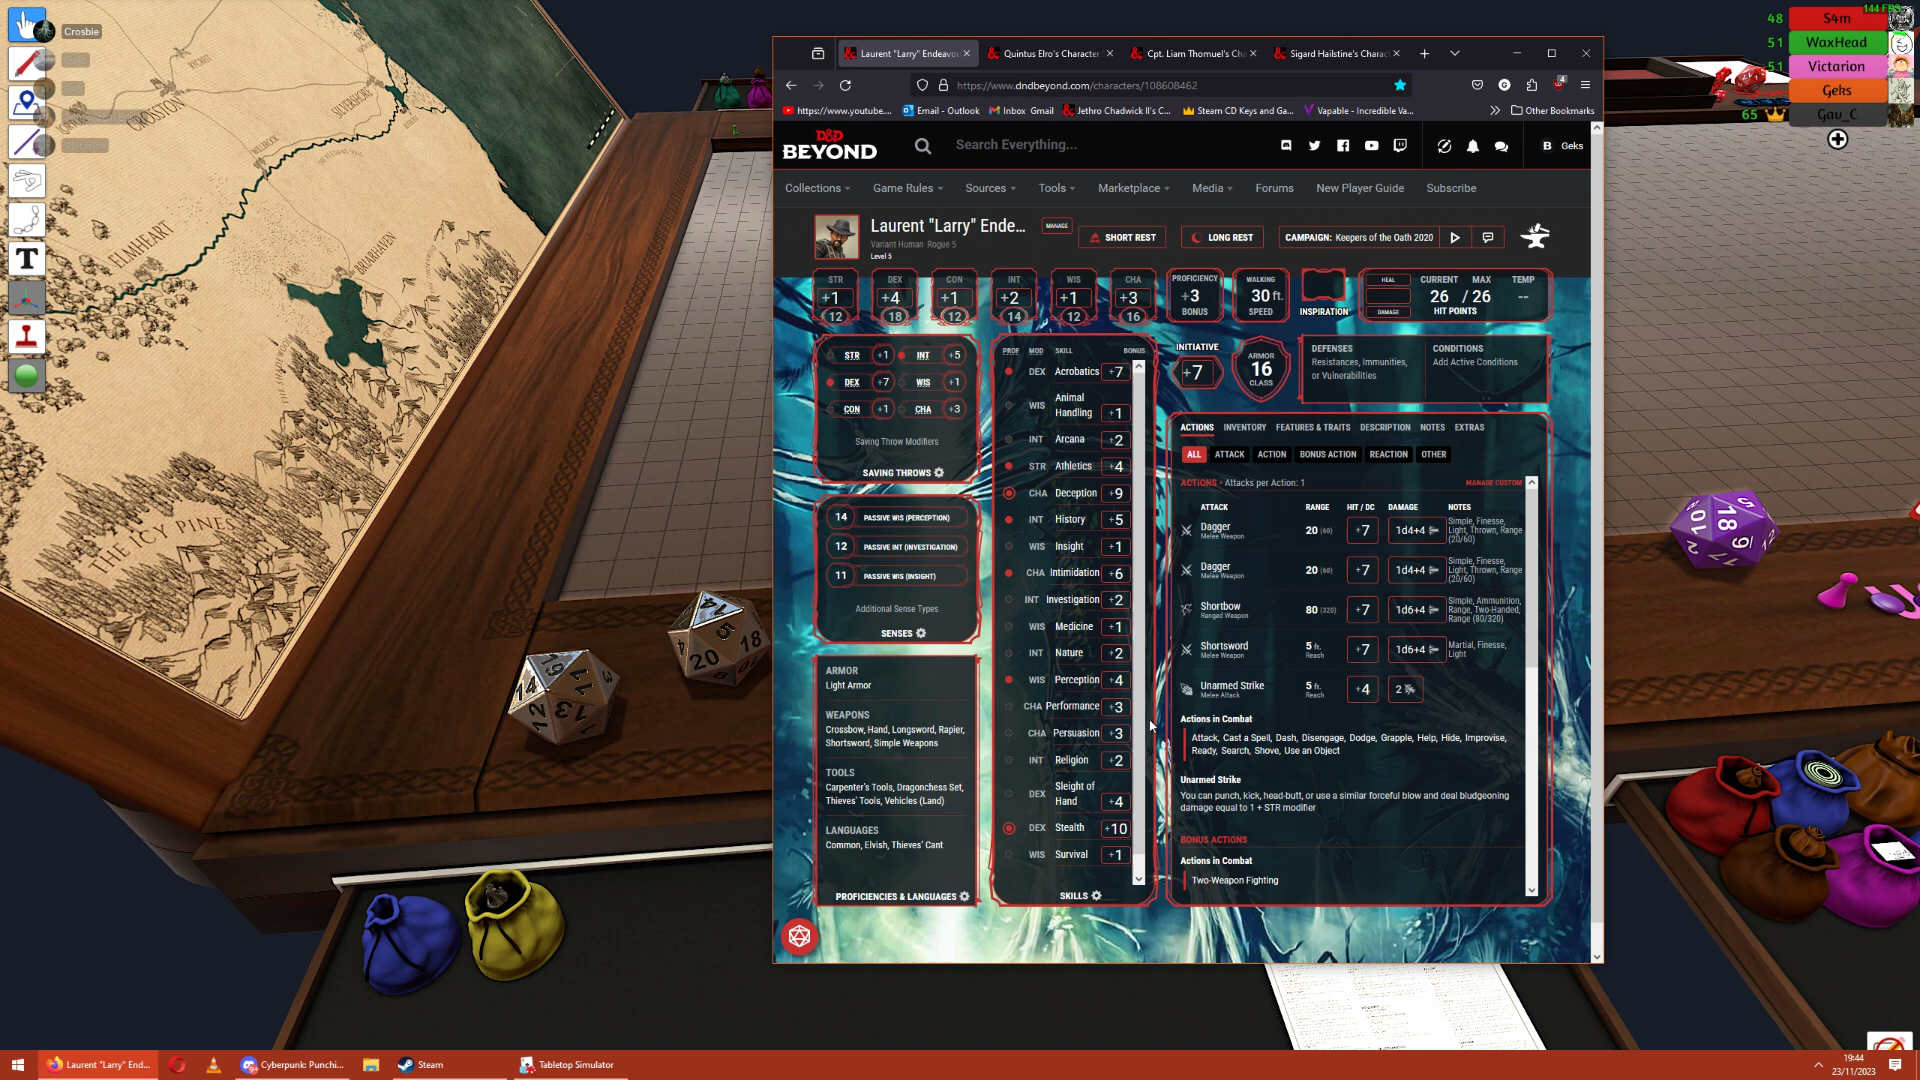 Crosbie
CROSTON
SILVERHORE
ELMHEART
BRIARHAVEN
THE ICY PINES
144 FPS
48 S4m
51 WaxHead
51 Victarion
Geks
65 Gav_C
Laurent "Larry" Endeavou
Quintus Elro's Character
Cpt. Liam Thomuel's Cha
Sigard Hailstine's Charac
https://www.dndbeyond.com/characters/108608462
https://www.youtube....
Email - Outlook
Inbox Gmail
Jethro Chadwick II's C...
Steam CD Keys and Ga...
Vapable - Incredible Va...
Other Bookmarks
D&D
BEYOND
Search Everything...
B Geks
Collections
Game Rules
Sources
Tools
Marketplace
Media
Forums
New Player Guide
Subscribe
Laurent "Larry" Ende...
MANAGE
Variant Human Rogue 5
Level 5
SHORT REST
LONG REST
CAMPAIGN: Keepers of the Oath 2020
STR +1 12
DEX +4 18
CON +1 12
INT +2 14
WIS +1 12
CHA +3 16
PROFICIENCY +3 BONUS
WALKING 30 ft. SPEED
INSPIRATION
HEAL
DAMAGE
CURRENT MAX TEMP
26 / 26 --
HIT POINTS
STR +1 INT +5
DEX +7 WIS +1
CON +1 CHA +3
Saving Throw Modifiers
SAVING THROWS
14 PASSIVE WIS (PERCEPTION)
12 PASSIVE INT (INVESTIGATION)
11 PASSIVE WIS (INSIGHT)
Additional Sense Types
SENSES
ARMOR
Light Armor
WEAPONS
Crossbow, Hand, Longsword, Rapier,
Shortsword, Simple Weapons
TOOLS
Carpenter's Tools, Dragonchess Set,
Thieves' Tools, Vehicles (Land)
LANGUAGES
Common, Elvish, Thieves' Cant
PROFICIENCIES & LANGUAGES
PROF MOD SKILL BONUS
DEX Acrobatics +7
WIS Animal Handling +1
INT Arcana +2
STR Athletics +4
CHA Deception +9
INT History +5
WIS Insight +1
CHA Intimidation +6
INT Investigation +2
WIS Medicine +1
INT Nature +2
WIS Perception +4
CHA Performance +3
CHA Persuasion +3
INT Religion +2
DEX Sleight of Hand +4
DEX Stealth +10
WIS Survival +1
SKILLS
INITIATIVE
+7
ARMOR
16
CLASS
DEFENSES
Resistances, Immunities,
or Vulnerabilities
CONDITIONS
Add Active Conditions
ACTIONS INVENTORY FEATURES & TRAITS DESCRIPTION NOTES EXTRAS
ALL ATTACK ACTION BONUS ACTION REACTION OTHER
ACTIONS • Attacks per Action: 1
MANAGE CUSTOM
ATTACK RANGE HIT / DC DAMAGE NOTES
Dagger 20 (60) +7 1d4+4 Simple, Finesse, Light, Thrown, Range (20/60)
Melee Weapon
Dagger 20 (60) +7 1d4+4 Simple, Finesse, Light, Thrown, Range (20/60)
Melee Weapon
Shortbow 80 (320) +7 1d6+4 Simple, Ammunition, Range, Two-Handed, Range (80/320)
Ranged Weapon
Shortsword 5 ft. Reach +7 1d6+4 Martial, Finesse, Light
Melee Weapon
Unarmed Strike 5 ft. Reach +4 2
Melee Attack
Actions in Combat
Attack, Cast a Spell, Dash, Disengage, Dodge, Grapple, Help, Hide, Improvise,
Ready, Search, Shove, Use an Object
Unarmed Strike
You can punch, kick, head-butt, or use a similar forceful blow and deal bludgeoning
damage equal to 1 + STR modifier
BONUS ACTIONS
Actions in Combat
Two-Weapon Fighting
Laurent "Larry" End...
Cyberpunk: Punchi...
Steam
Tabletop Simulator
19:44
23/11/2023